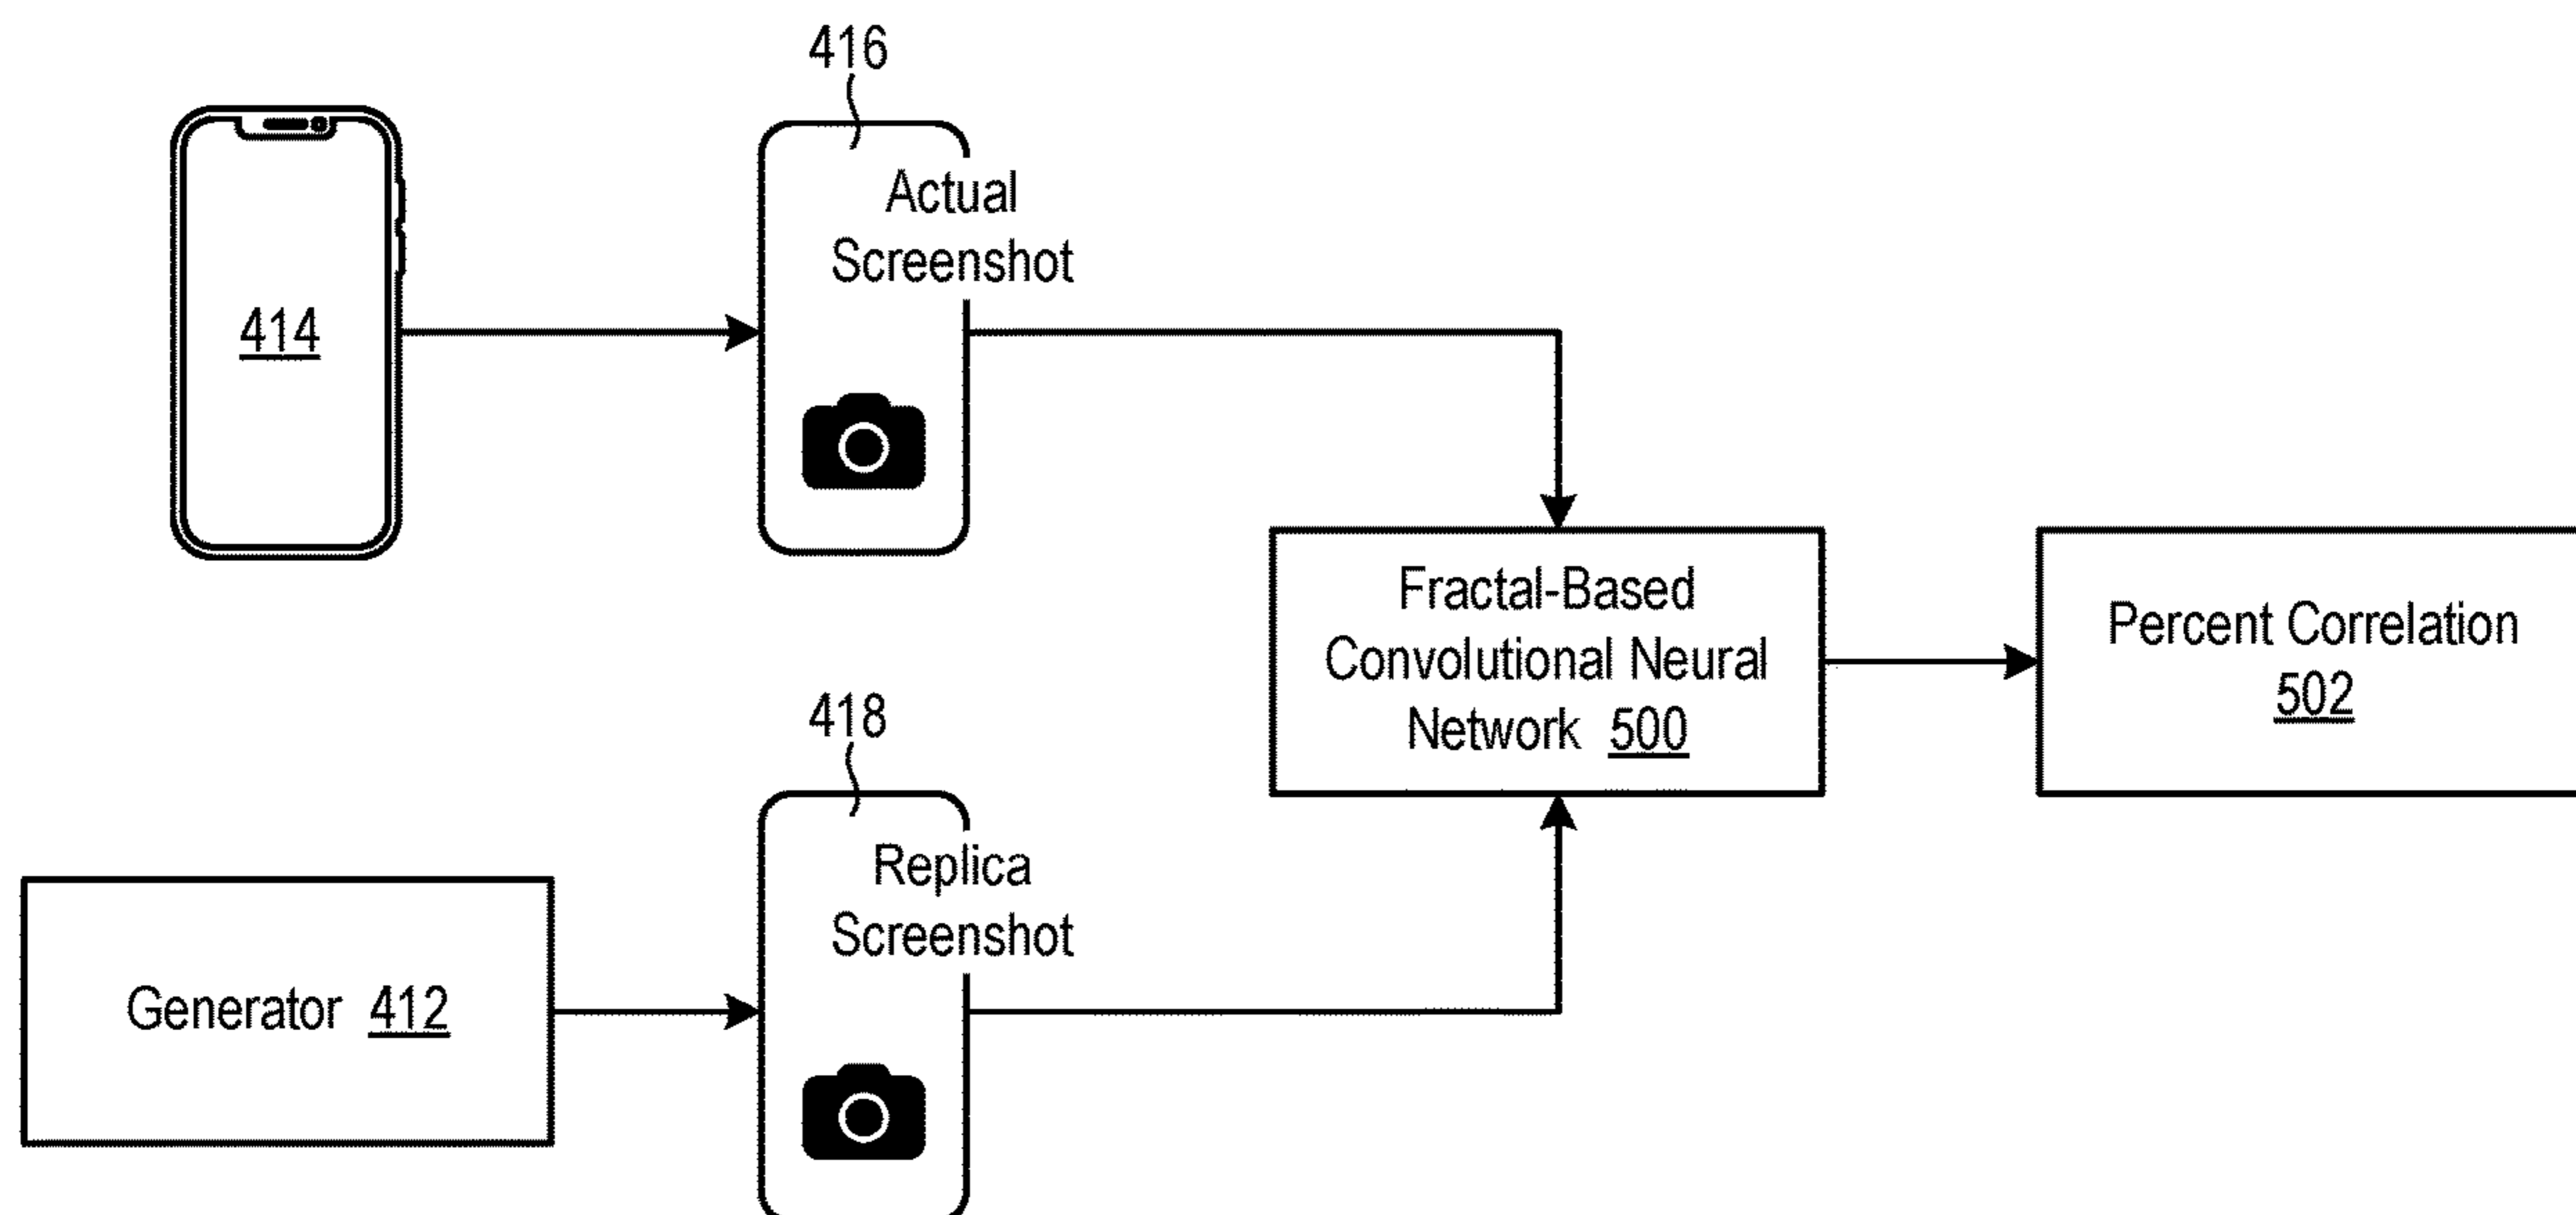 416
Actual
Screenshot
414
Fractal-Based
Convolutional Neural
Network 500
Percent Correlation
502
418
Replica
Screenshot
Generator 412